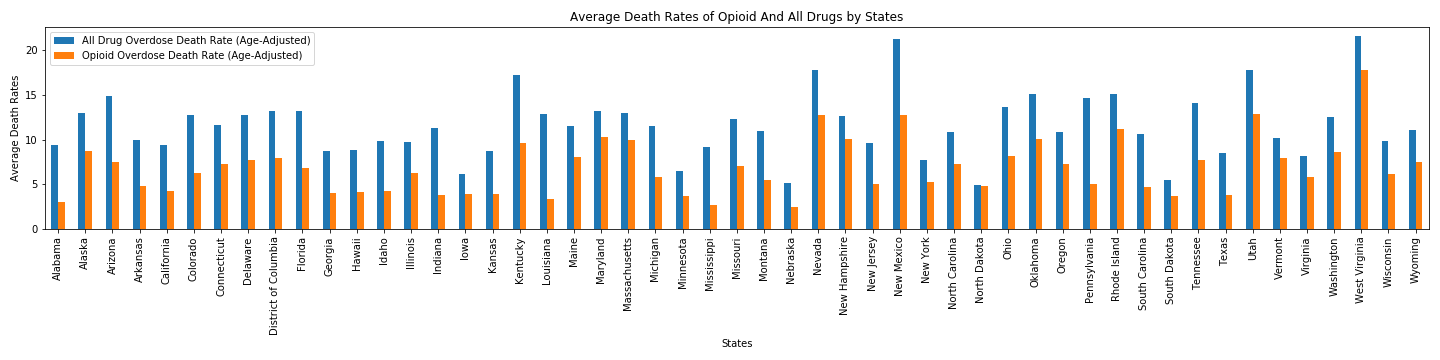 Average Death Rates of Opioid And All Drugs by States
All Drug Overdose Death Rate (Age-Adjusted)
Opioid Overdose Death Rate (Age-Adjusted)
Average Death Rates
20
15
10
5
0
Alabama
Alaska
Arizona
Arkansas
California
Colorado
Connecticut
Delaware
District of Columbia
Florida
Georgia
Hawaii
Idaho
Illinois
Indiana
Iowa
Kansas
Kentucky
Louisiana
Maine
Maryland
Massachusetts
Michigan
Minnesota
Mississippi
Missouri
Montana
Nebraska
Nevada
New Hampshire
New Jersey
New Mexico
New York
North Carolina
North Dakota
Ohio
Oklahoma
Oregon
Pennsylvania
Rhode Island
South Carolina
South Dakota
Tennessee
Texas
Utah
Vermont
Virginia
Washington
West Virginia
Wisconsin
Wyoming
States